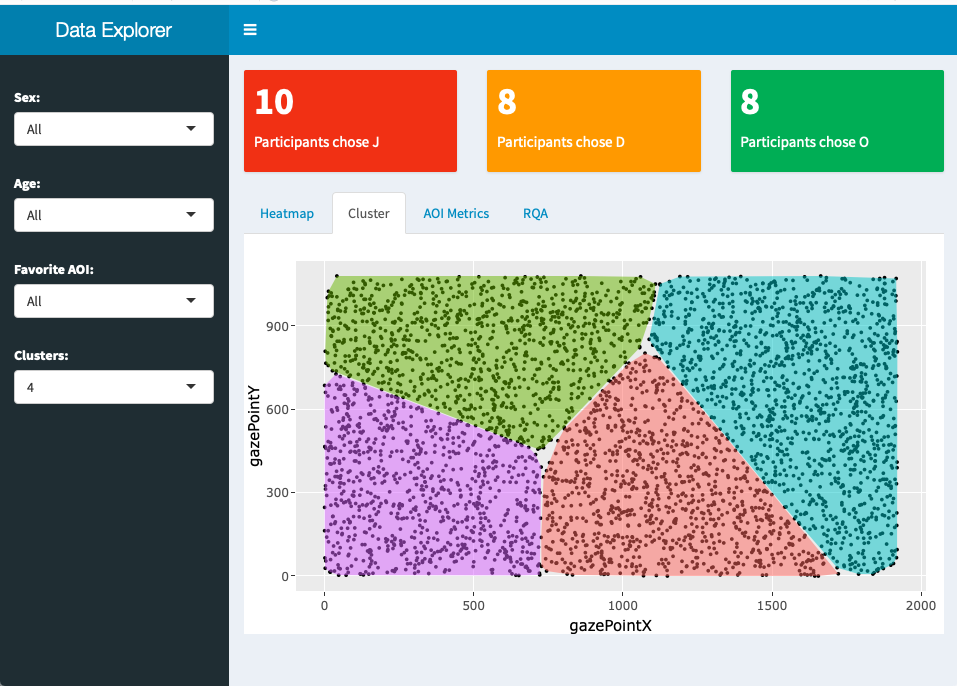 Data Explorer
Sex:
All
Age:
All
Favorite AOI:
All
Clusters:
4
10
Participants chose J
8
Participants chose D
8
Participants chose O
Heatmap Cluster AOI Metrics RQA
gazePointY
900
600
300
0
0 500 1000 1500 2000
gazePointX